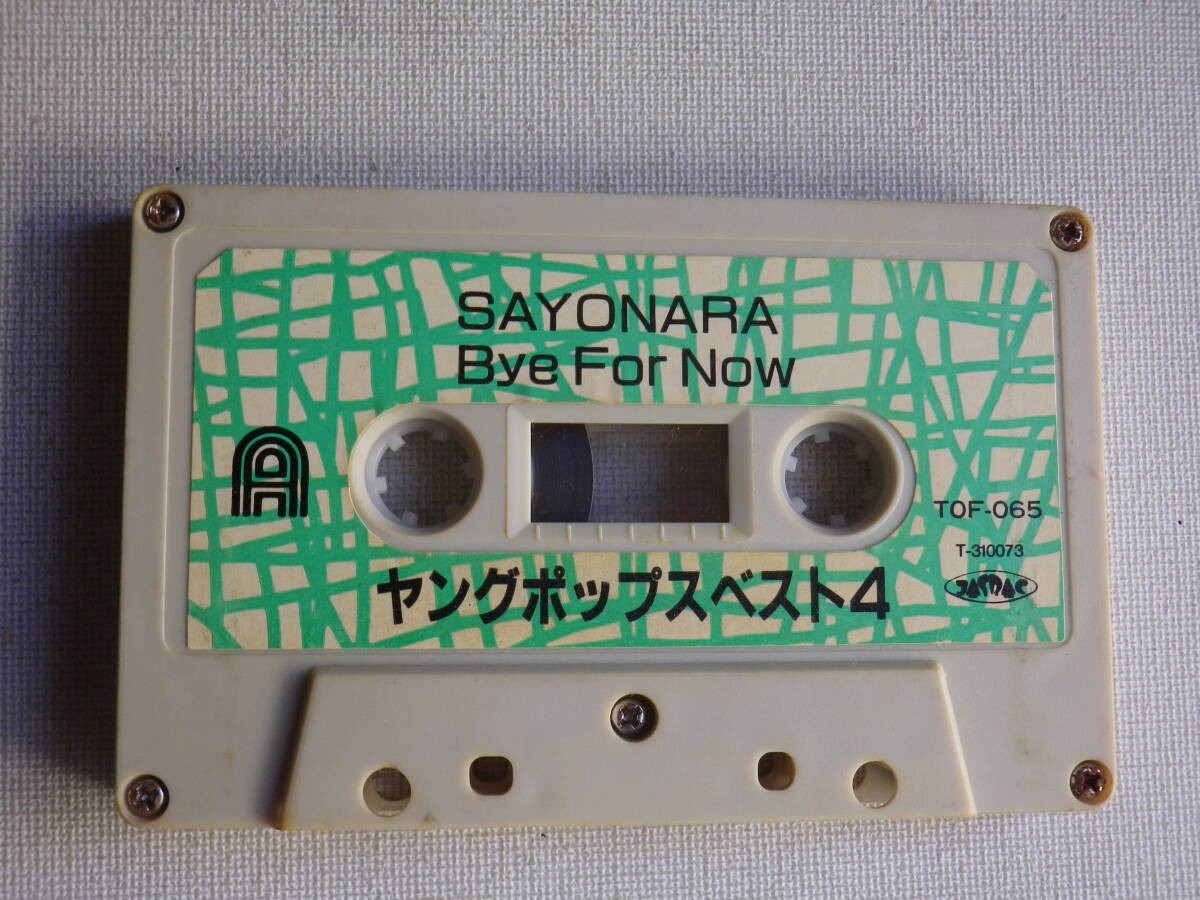 SAYONARA
Bye For Now
A
TOF-065
T-310073
JASRAC
ヤングポップスベスト4